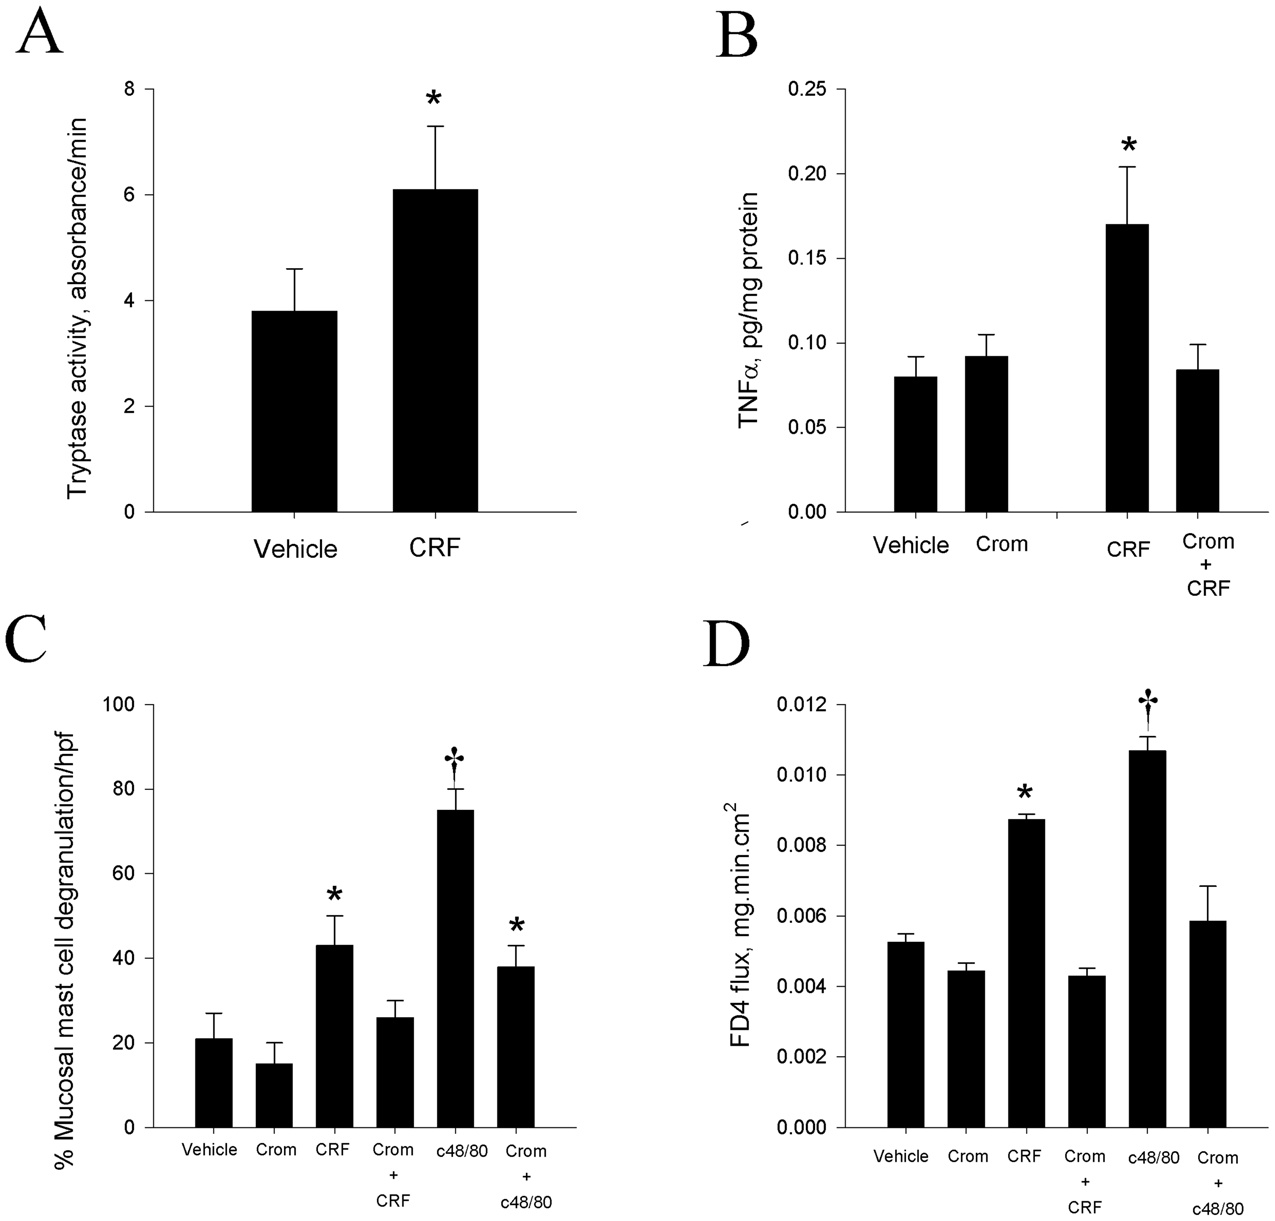 A
Tryptase activity, absorbance/min
8
6
4
2
0
*
Vehicle CRF
B
TNFα, pg/mg protein
0.25
0.20
0.15
0.10
0.05
0.00
*
Vehicle Crom CRF Crom
+
CRF
C
% Mucosal mast cell degranulation/hpf
100
80
60
40
20
0
* † *
Vehicle Crom CRF Crom c48/80 Crom
+ +
CRF c48/80
D
FD4 flux, mg.min.cm²
0.012
0.010
0.008
0.006
0.004
0.002
0.000
* †
Vehicle Crom CRF Crom c48/80 Crom
+ +
CRF c48/80